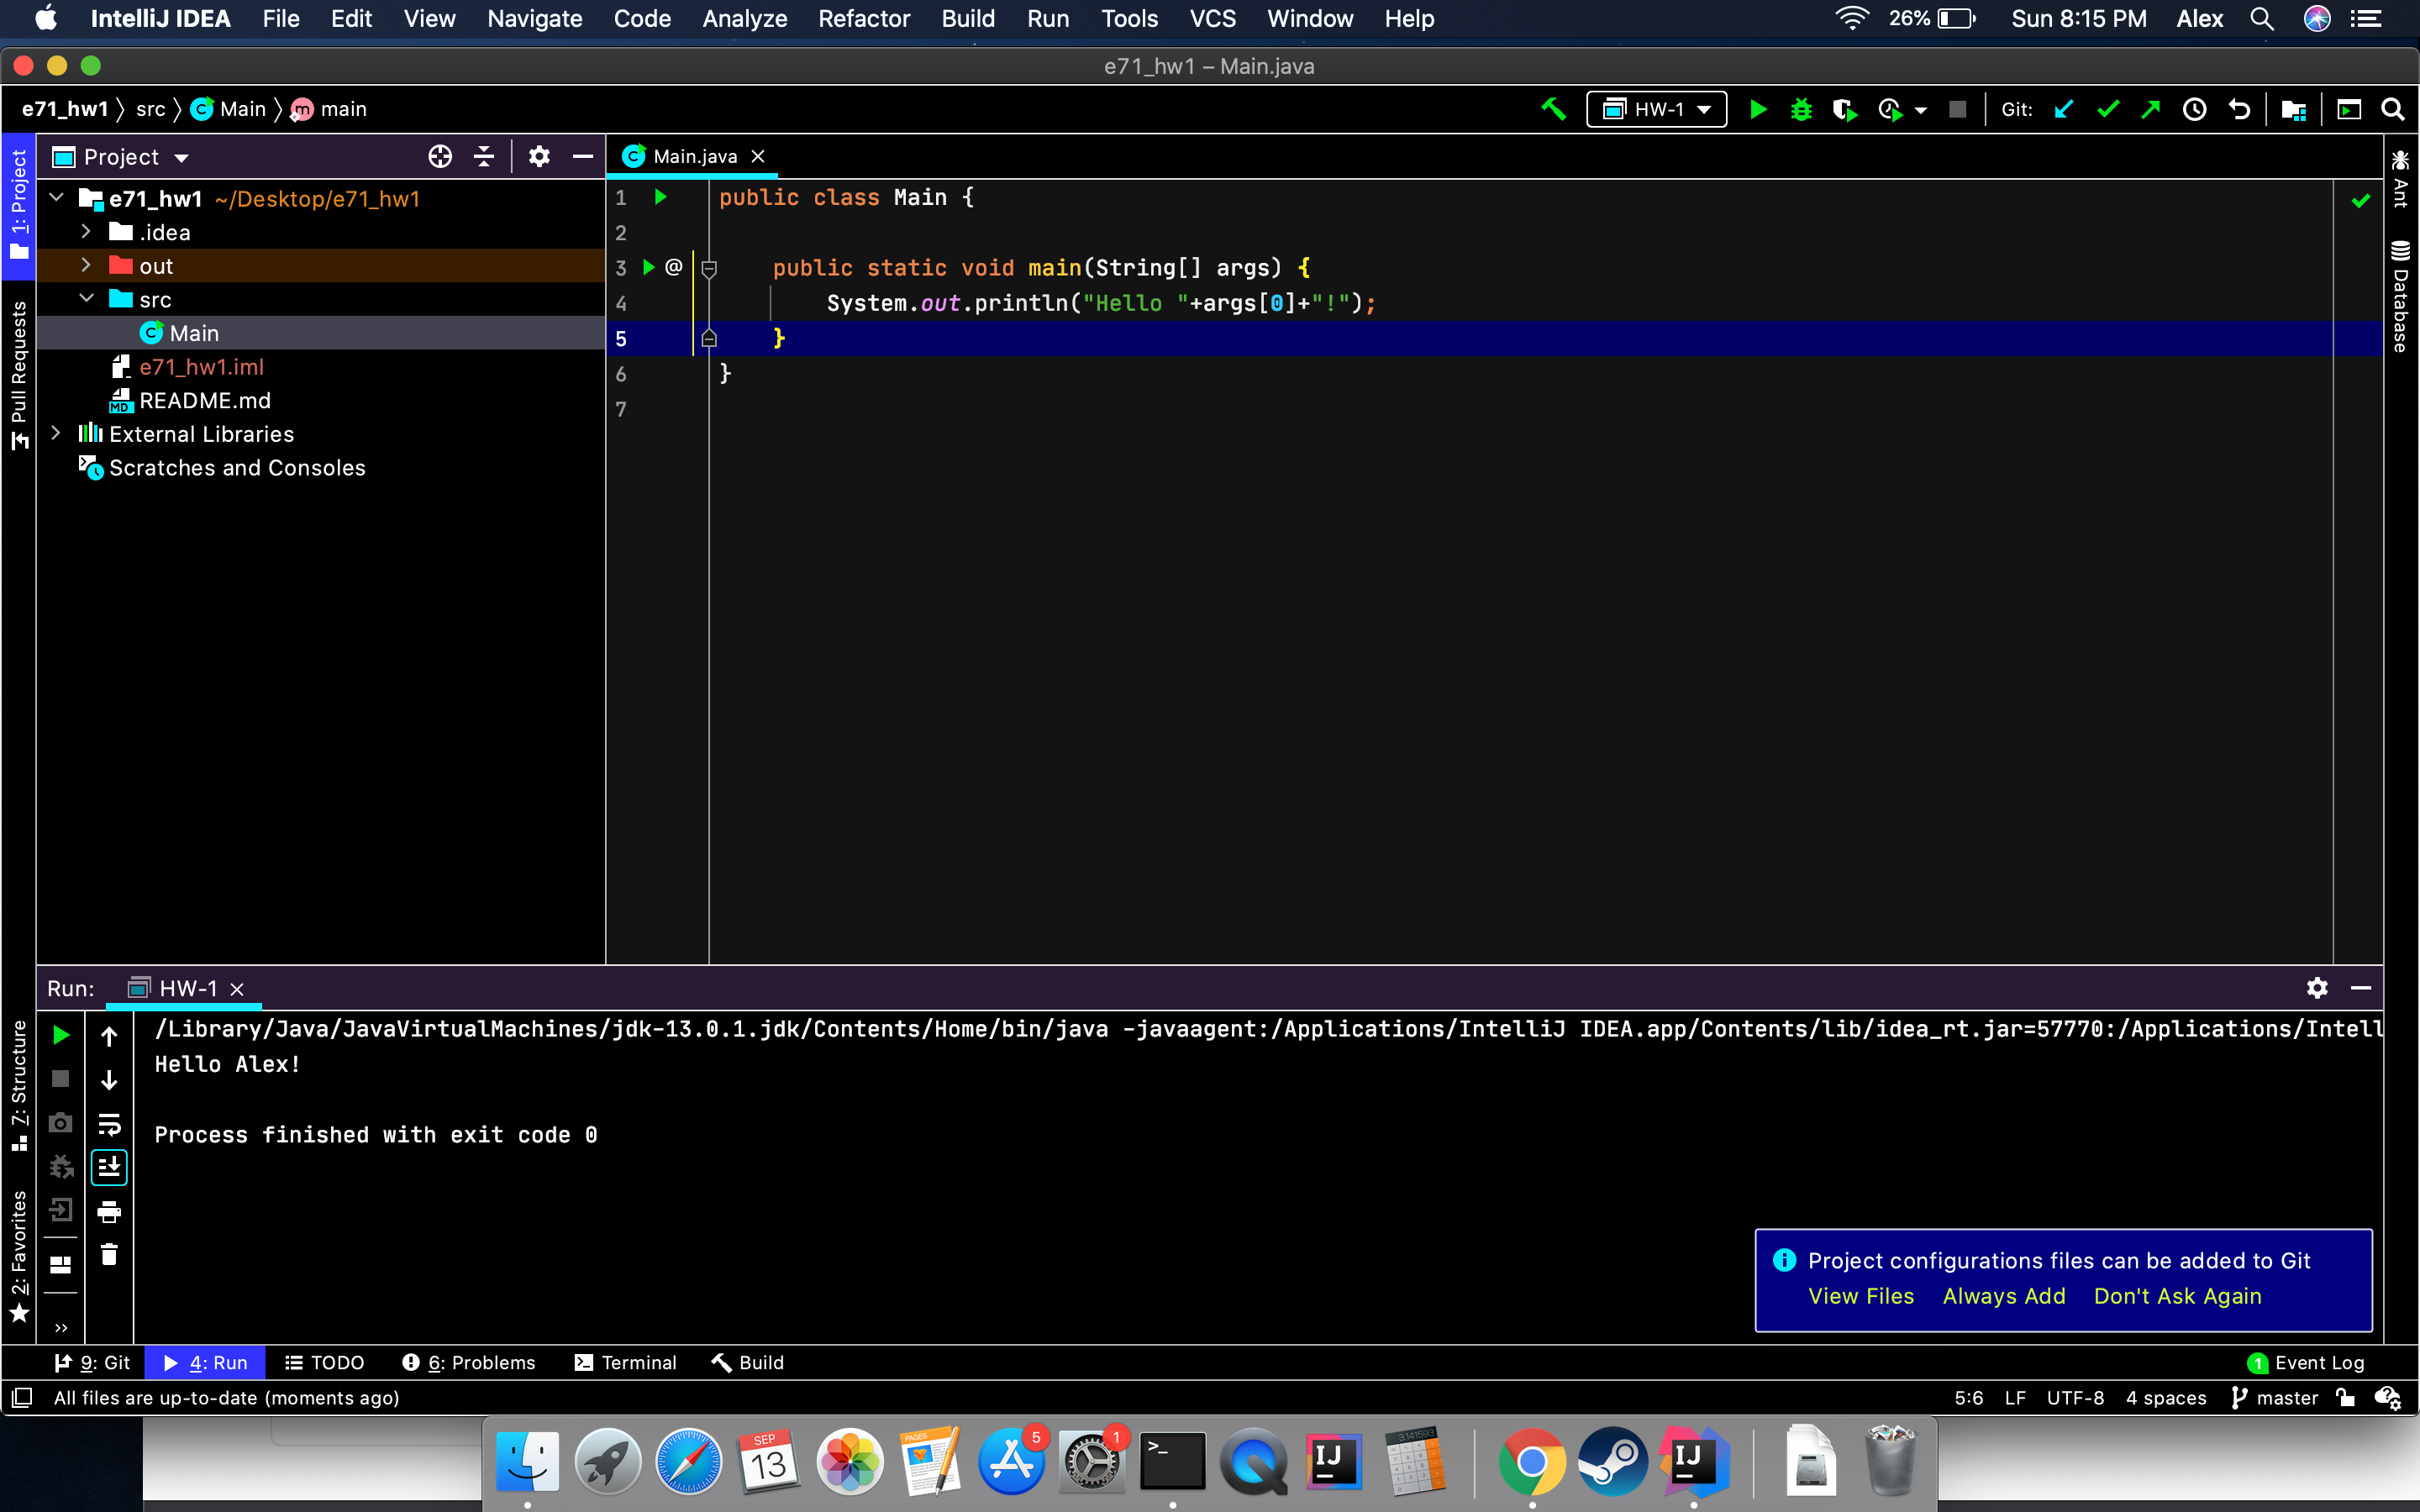 IntelliJ IDEA File Edit View Navigate Code Analyze Refactor Build Run Tools VCS Window Help 26% Sun 8:15 PM Alex
e71_hw1 – Main.java
e71_hw1 src Main main HW-1 Git:
1: Project
Pull Requests
7: Structure
2: Favorites
Project
e71_hw1 ~/Desktop/e71_hw1
.idea
out
src
Main
e71_hw1.iml
README.md
External Libraries
Scratches and Consoles
Main.java
1 public class Main {
2
3 @ public static void main(String[] args) {
4 System.out.println("Hello "+args[0]+"!");
5 }
6 }
7
Ant
Database
Run: HW-1
/Library/Java/JavaVirtualMachines/jdk-13.0.1.jdk/Contents/Home/bin/java -javaagent:/Applications/IntelliJ IDEA.app/Contents/lib/idea_rt.jar=57770:/Applications/Intell
Hello Alex!
Process finished with exit code 0
Project configurations files can be added to Git
View Files Always Add Don't Ask Again
9: Git 4: Run TODO 6: Problems Terminal Build 1 Event Log
All files are up-to-date (moments ago) 5:6 LF UTF-8 4 spaces master
SEP
13
PAGES
5
1
>_
IJ
3.141593
IJ